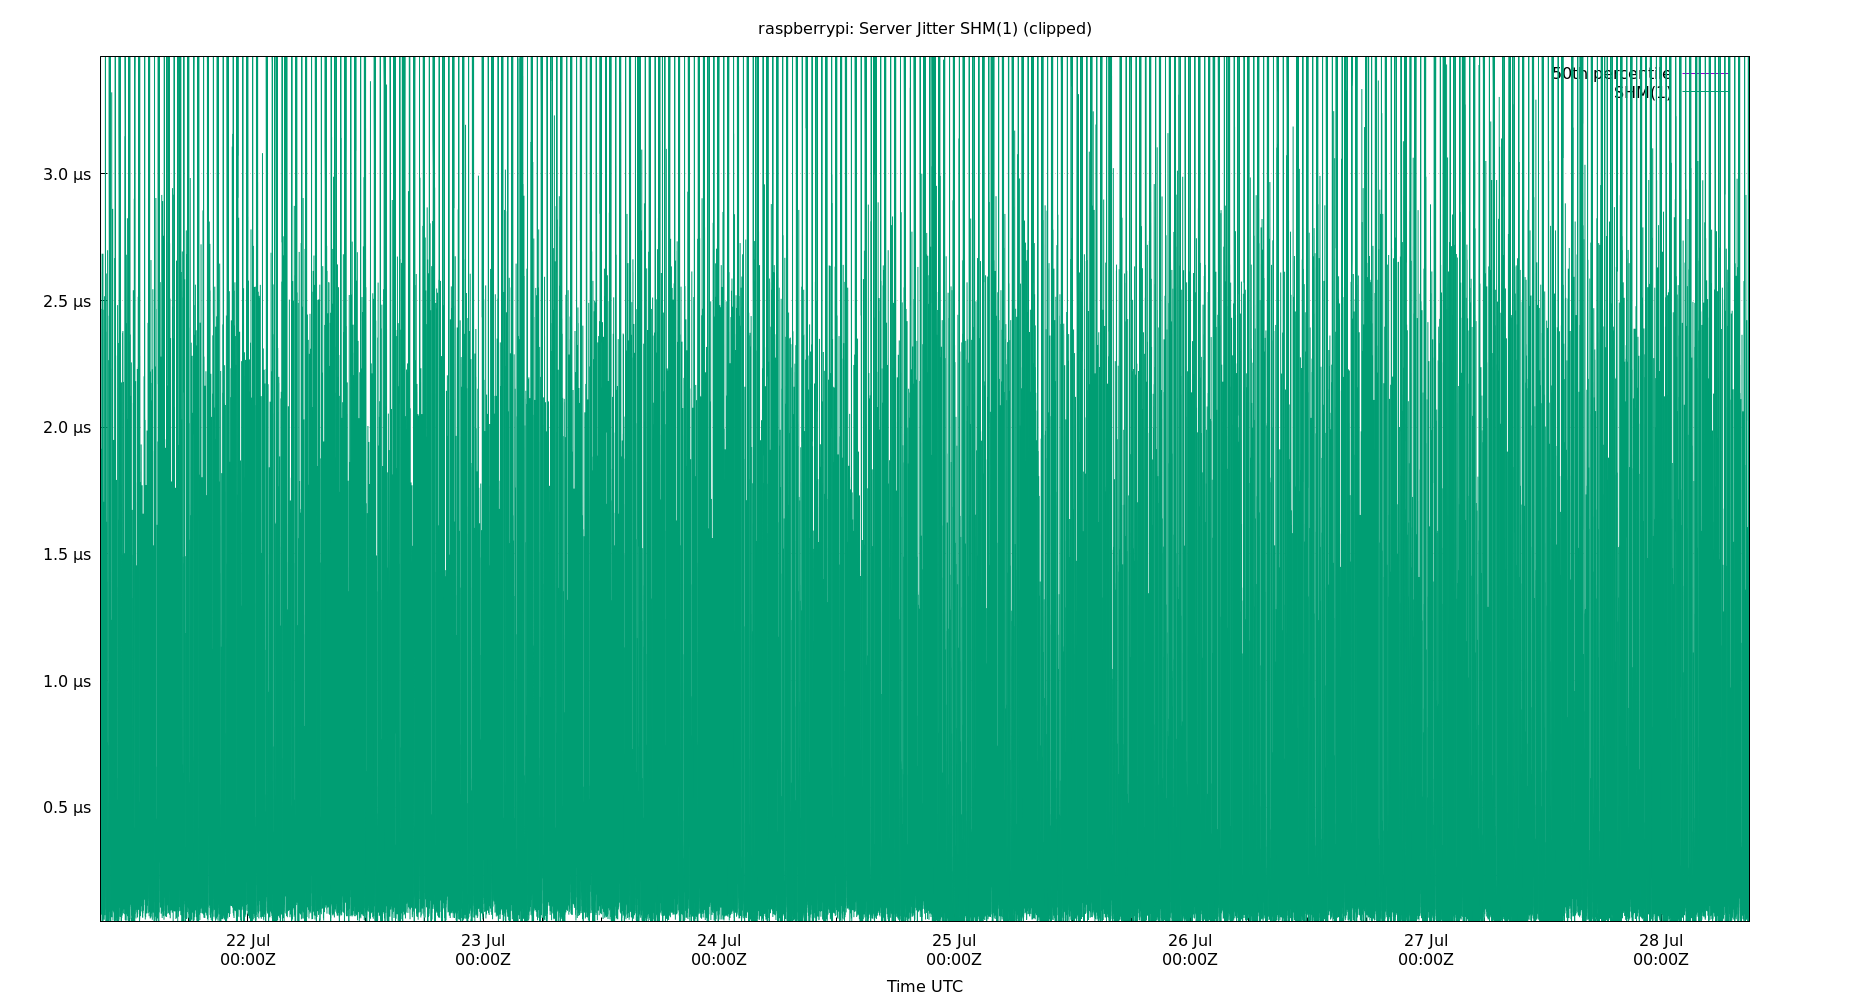 raspberrypi: Server Jitter SHM(1) (clipped)
50th percentile
SHM(1)
3.0 µs
2.5 µs
2.0 µs
1.5 µs
1.0 µs
0.5 µs
22 Jul 23 Jul 24 Jul 25 Jul 26 Jul 27 Jul 28 Jul
00:00Z 00:00Z 00:00Z 00:00Z 00:00Z 00:00Z 00:00Z
Time UTC